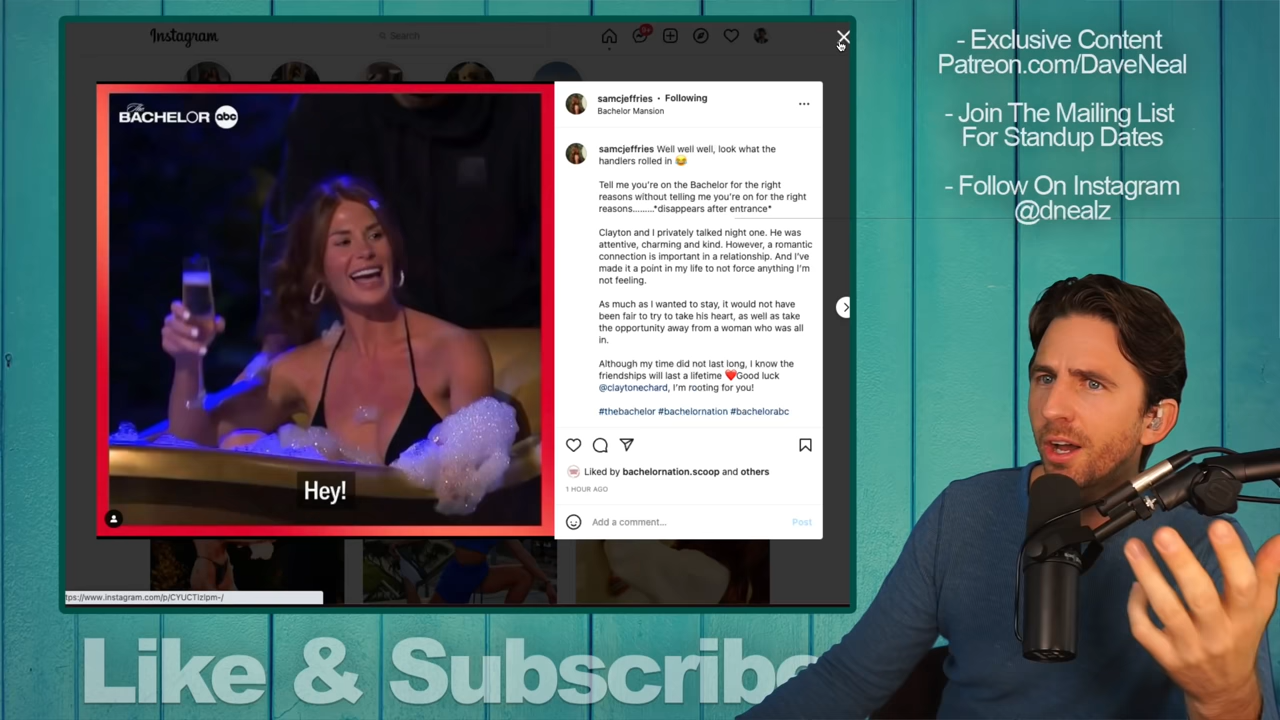 Instagram
Search
The
BACHELOR abc
Hey!
samcjeffries • Following
Bachelor Mansion
samcjeffries Well well well, look what the
handlers rolled in 😂
Tell me you're on the Bachelor for the right
reasons without telling me you're on for the right
reasons.......*disappears after entrance*
Clayton and I privately talked night one. He was
attentive, charming and kind. However, a romantic
connection is important in a relationship. And I've
made it a point in my life to not force anything I'm
not feeling.
As much as I wanted to stay, it would not have
been fair to try to take his heart, as well as take
the opportunity away from a woman who was all
in.
Although my time did not last long, I know the
friendships will last a lifetime ❤️Good luck
@claytonechard, I'm rooting for you!
#thebachelor #bachelornation #bachelorabc
Liked by bachelornation.scoop and others
1 HOUR AGO
Add a comment...
Post
- Exclusive Content
Patreon.com/DaveNeal
- Join The Mailing List
For Standup Dates
- Follow On Instagram
@dnealz
Like & Subscribe